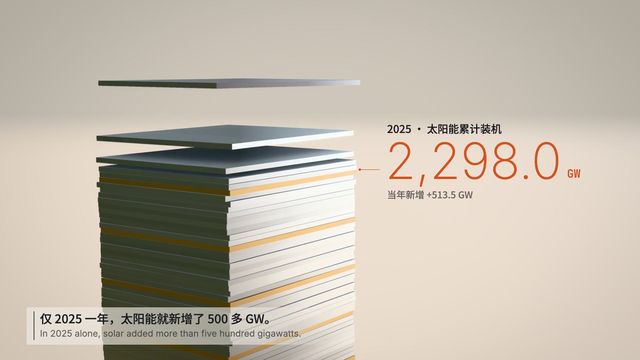 2025 · 太阳能累计装机
2,298.0 GW
当年新增 +513.5 GW
仅 2025 一年，太阳能就新增了 500 多 GW。
In 2025 alone, solar added more than five hundred gigawatts.